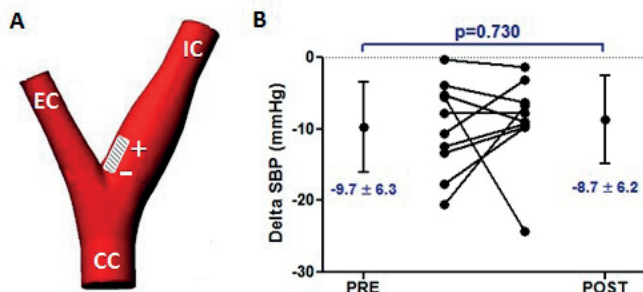 A
IC
EC
+
−
CC
B
p=0.730
0
-10
-20
-30
Delta SBP (mmHg)
-9.7 ± 6.3
-8.7 ± 6.2
PRE
POST